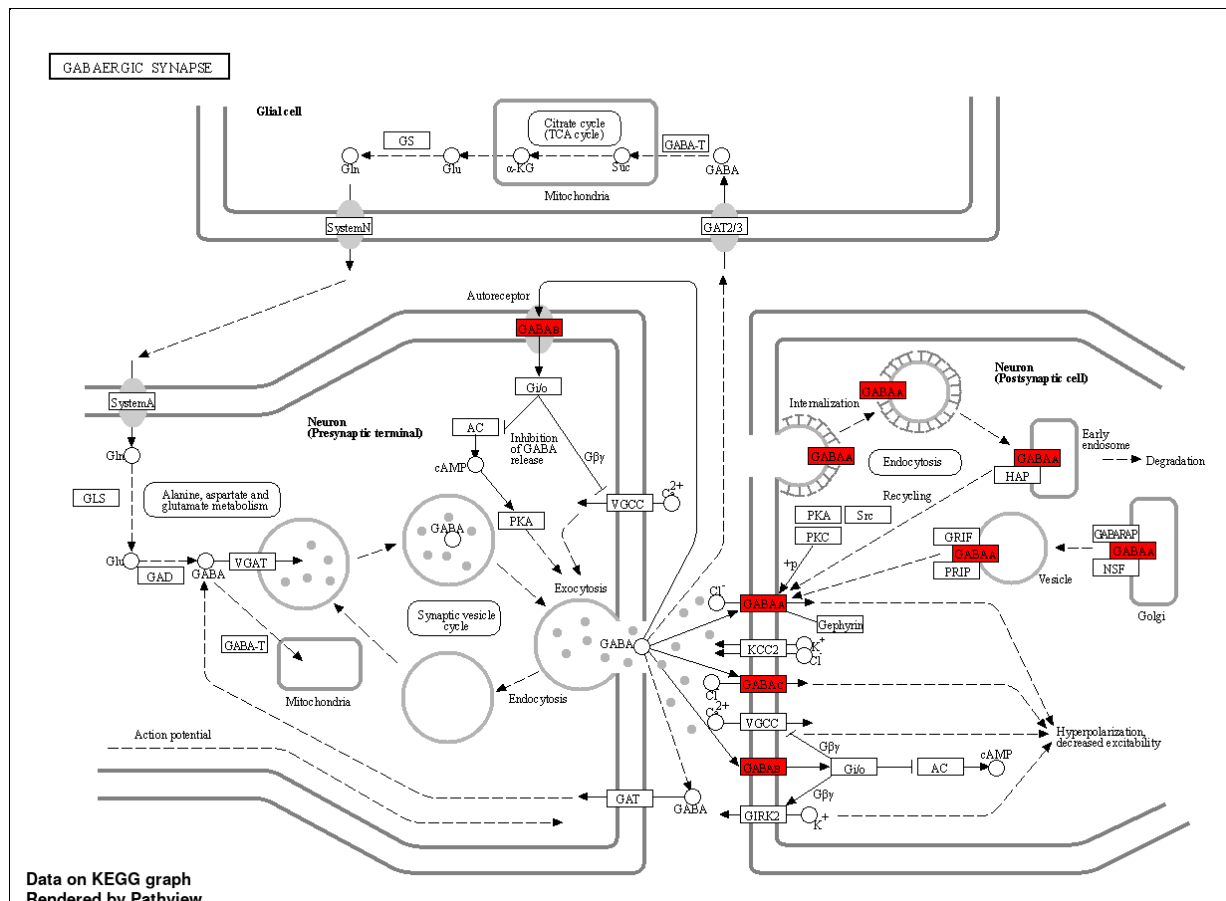 GABAERGIC SYNAPSE
Glial cell
Citrate cycle
(TCA cycle)
GS
GABA-T
Gln
Glu
α-KG
Suc
GABA
Mitochondria
SystemN
GAT2/3
Autoreceptor
GABAB
Neuron
(Postsynaptic cell)
Gi/o
GABAA
Internalization
SystemA
Neuron
(Presynaptic terminal)
AC
Inhibition
of GABA
release
Gβγ
GABAA
Endocytosis
GABAA
HAP
Early
endosome
Degradation
Gln
cAMP
GLS
Alanine, aspartate and
glutamate metabolism
VGCC
Ca2+
Recycling
PKA
Src
PKC
+p
GABA
PKA
GRIF
GABAA
PRIP
Vesicle
GABARAP
GABAA
NSF
Golgi
Glu
GAD
GABA
VGAT
Exocytosis
Cl-
GABAA
Gephyrin
Synaptic vesicle
cycle
GABA-T
GABA
KCC2
K+
Cl-
Mitochondria
Endocytosis
Cl-
GABAC
Ca2+
VGCC
Hyperpolarization,
decreased excitability
Action potential
Gβγ
GABAB
Gi/o
AC
cAMP
Gβγ
GAT
GABA
GIRK2
K+
Data on KEGG graph
Rendered by Pathview